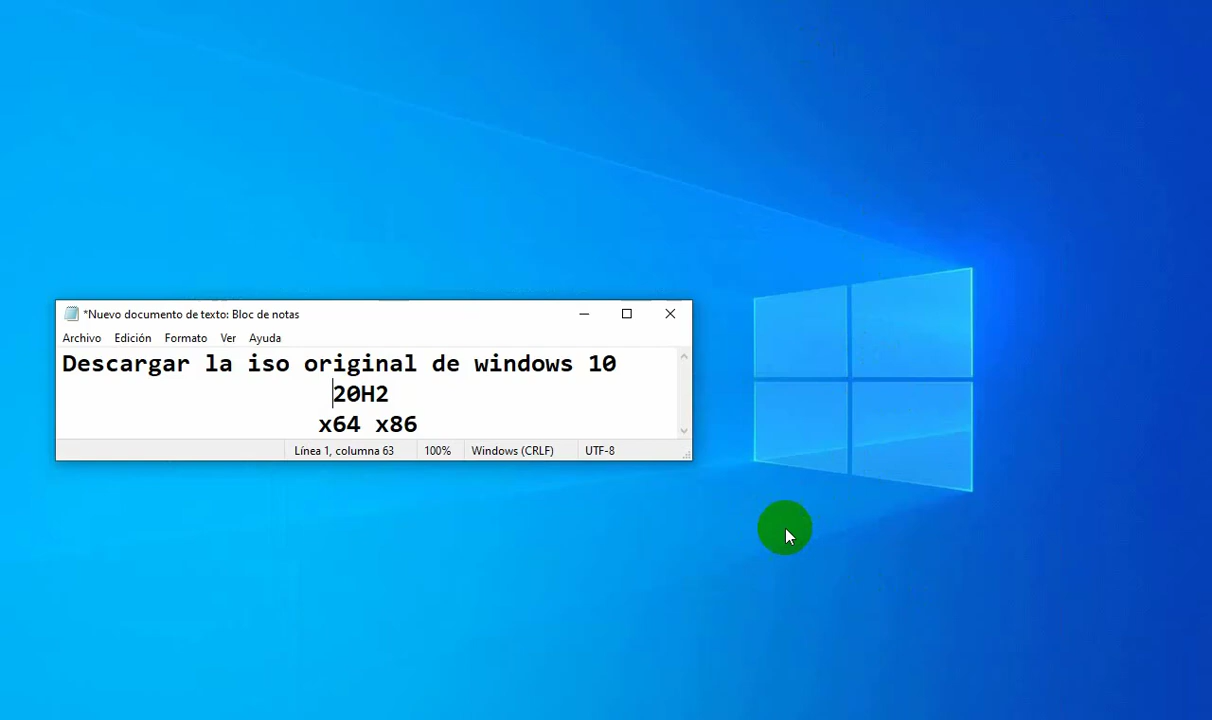 *Nuevo documento de texto: Bloc de notas
Archivo Edición Formato Ver Ayuda
Descargar la iso original de windows 10
20H2
x64 x86
Línea 1, columna 63 100% Windows (CRLF) UTF-8